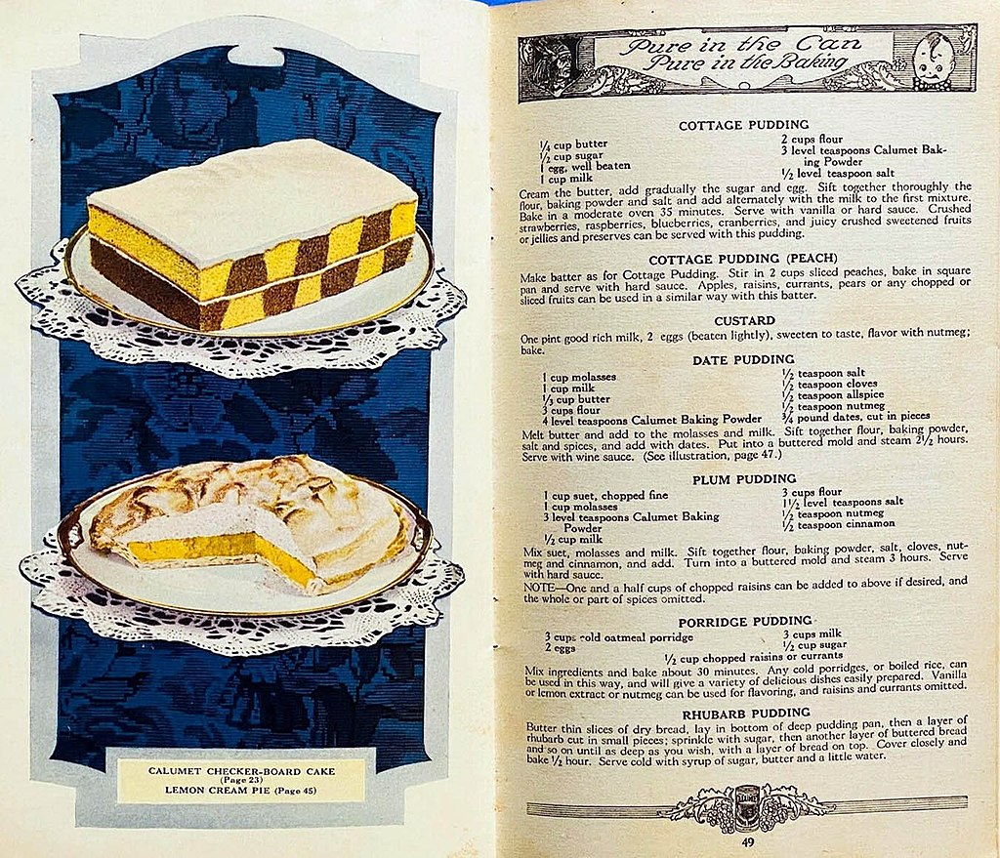 CALUMET CHECKER-BOARD CAKE
(Page 23)
LEMON CREAM PIE (Page 45)
Pure in the Can
Pure in the Baking
COTTAGE PUDDING
¼ cup butter
½ cup sugar
1 egg, well beaten
1 cup milk
2 cups flour
3 level teaspoons Calumet Bak-
ing Powder
½ level teaspoon salt
Cream the butter, add gradually the sugar and egg. Sift together thoroughly the
flour, baking powder and salt and add alternately with the milk to the first mixture.
Bake in a moderate oven 35 minutes. Serve with vanilla or hard sauce. Crushed
strawberries, raspberries, blueberries, cranberries, and juicy crushed sweetened fruits
or jellies and preserves can be served with this pudding.
COTTAGE PUDDING (PEACH)
Make batter as for Cottage Pudding. Stir in 2 cups sliced peaches, bake in square
pan and serve with hard sauce. Apples, raisins, currants, pears or any chopped or
sliced fruits can be used in a similar way with this batter.
CUSTARD
One pint good rich milk, 2 eggs (beaten lightly), sweeten to taste, flavor with nutmeg;
bake.
DATE PUDDING
1 cup molasses
1 cup milk
⅓ cup butter
3 cups flour
4 level teaspoons Calumet Baking Powder
½ teaspoon salt
½ teaspoon cloves
½ teaspoon allspice
½ teaspoon nutmeg
¾ pound dates, cut in pieces
Melt butter and add to the molasses and milk. Sift together flour, baking powder,
salt and spices, and add with dates. Put into a buttered mold and steam 2½ hours.
Serve with wine sauce. (See illustration, page 47.)
PLUM PUDDING
1 cup suet, chopped fine
1 cup molasses
3 level teaspoons Calumet Baking
Powder
½ cup milk
3 cups flour
1½ level teaspoons salt
½ teaspoon nutmeg
½ teaspoon cinnamon
Mix suet, molasses and milk. Sift together flour, baking powder, salt, cloves, nut-
meg and cinnamon, and add. Turn into a buttered mold and steam 3 hours. Serve
with hard sauce.
NOTE—One and a half cups of chopped raisins can be added to above if desired, and
the whole or part of spices omitted.
PORRIDGE PUDDING
3 cups cold oatmeal porridge
2 eggs
3 cups milk
½ cup sugar
½ cup chopped raisins or currants
Mix ingredients and bake about 30 minutes. Any cold porridges, or boiled rice, can
be used in this way, and will give a variety of delicious dishes easily prepared. Vanilla
or lemon extract or nutmeg can be used for flavoring, and raisins and currants omitted.
RHUBARB PUDDING
Butter thin slices of dry bread, lay in bottom of deep pudding pan, then a layer of
rhubarb cut in small pieces; sprinkle with sugar, then another layer of buttered bread
and so on until as deep as you wish, with a layer of bread on top. Cover closely and
bake ½ hour. Serve cold with syrup of sugar, butter and a little water.
49